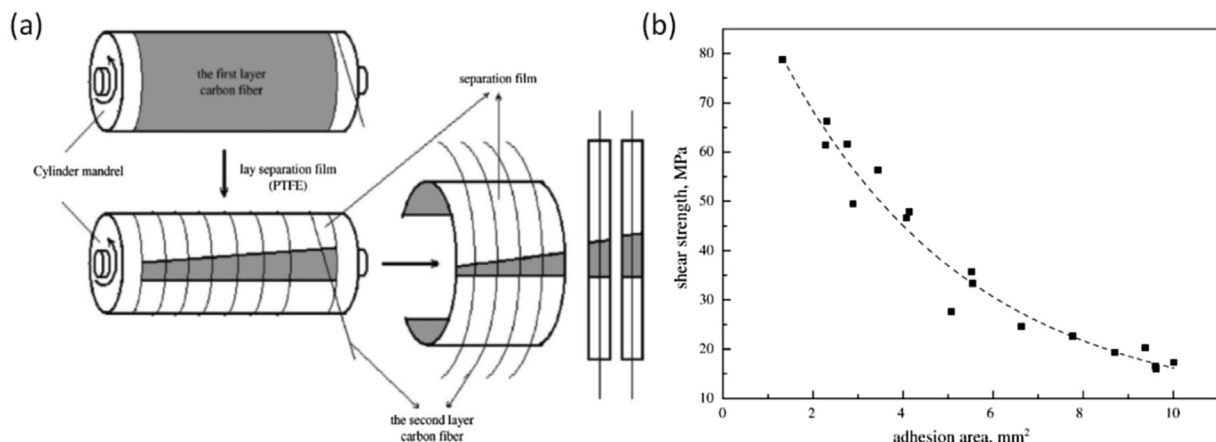 (a)
the first layer
carbon fiber
separation film
Cylinder mandrel
lay separation film
(PTFE)
the second layer
carbon fiber
(b)
shear strength, MPa
80
70
60
50
40
30
20
10
0
2
4
6
8
10
adhesion area, mm²